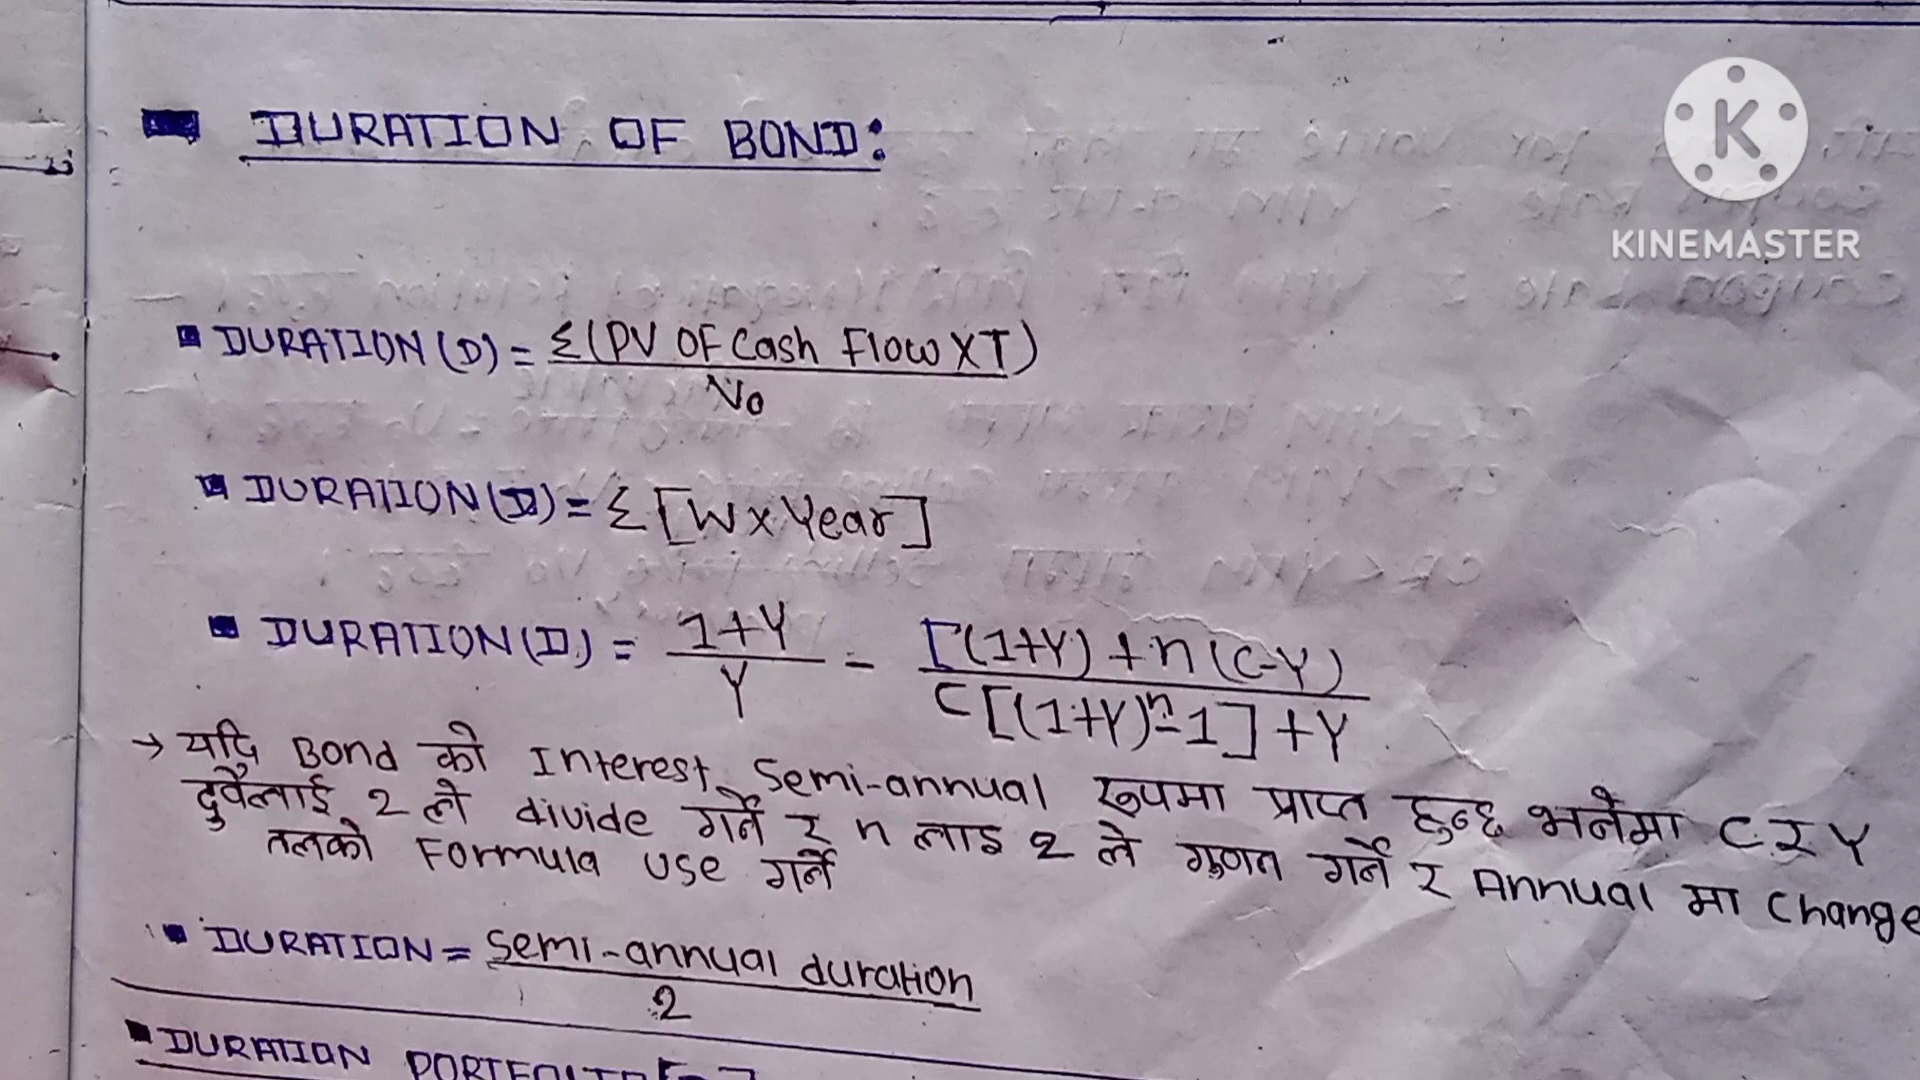 DURATION OF BOND:
KINEMASTER
DURATION (D) = Σ(PV OF Cash Flow X T) / V0
DURATION (D) = Σ [W x Year]
DURATION (D) = 1+Y / Y - [(1+Y) + n (C-Y) / C [(1+Y)^n - 1] + Y
→ यदि Bond को Interest Semi-annual रूपमा प्राप्त हुन्छ भनेमा C र Y
दुवैलाई 2 ले divide गर्ने र n लाइ 2 ले गुणन गर्ने र Annual मा Change
तलको Formula use गर्ने
DURATION = Semi-annual duration / 2
DURATION PORTFOLIO